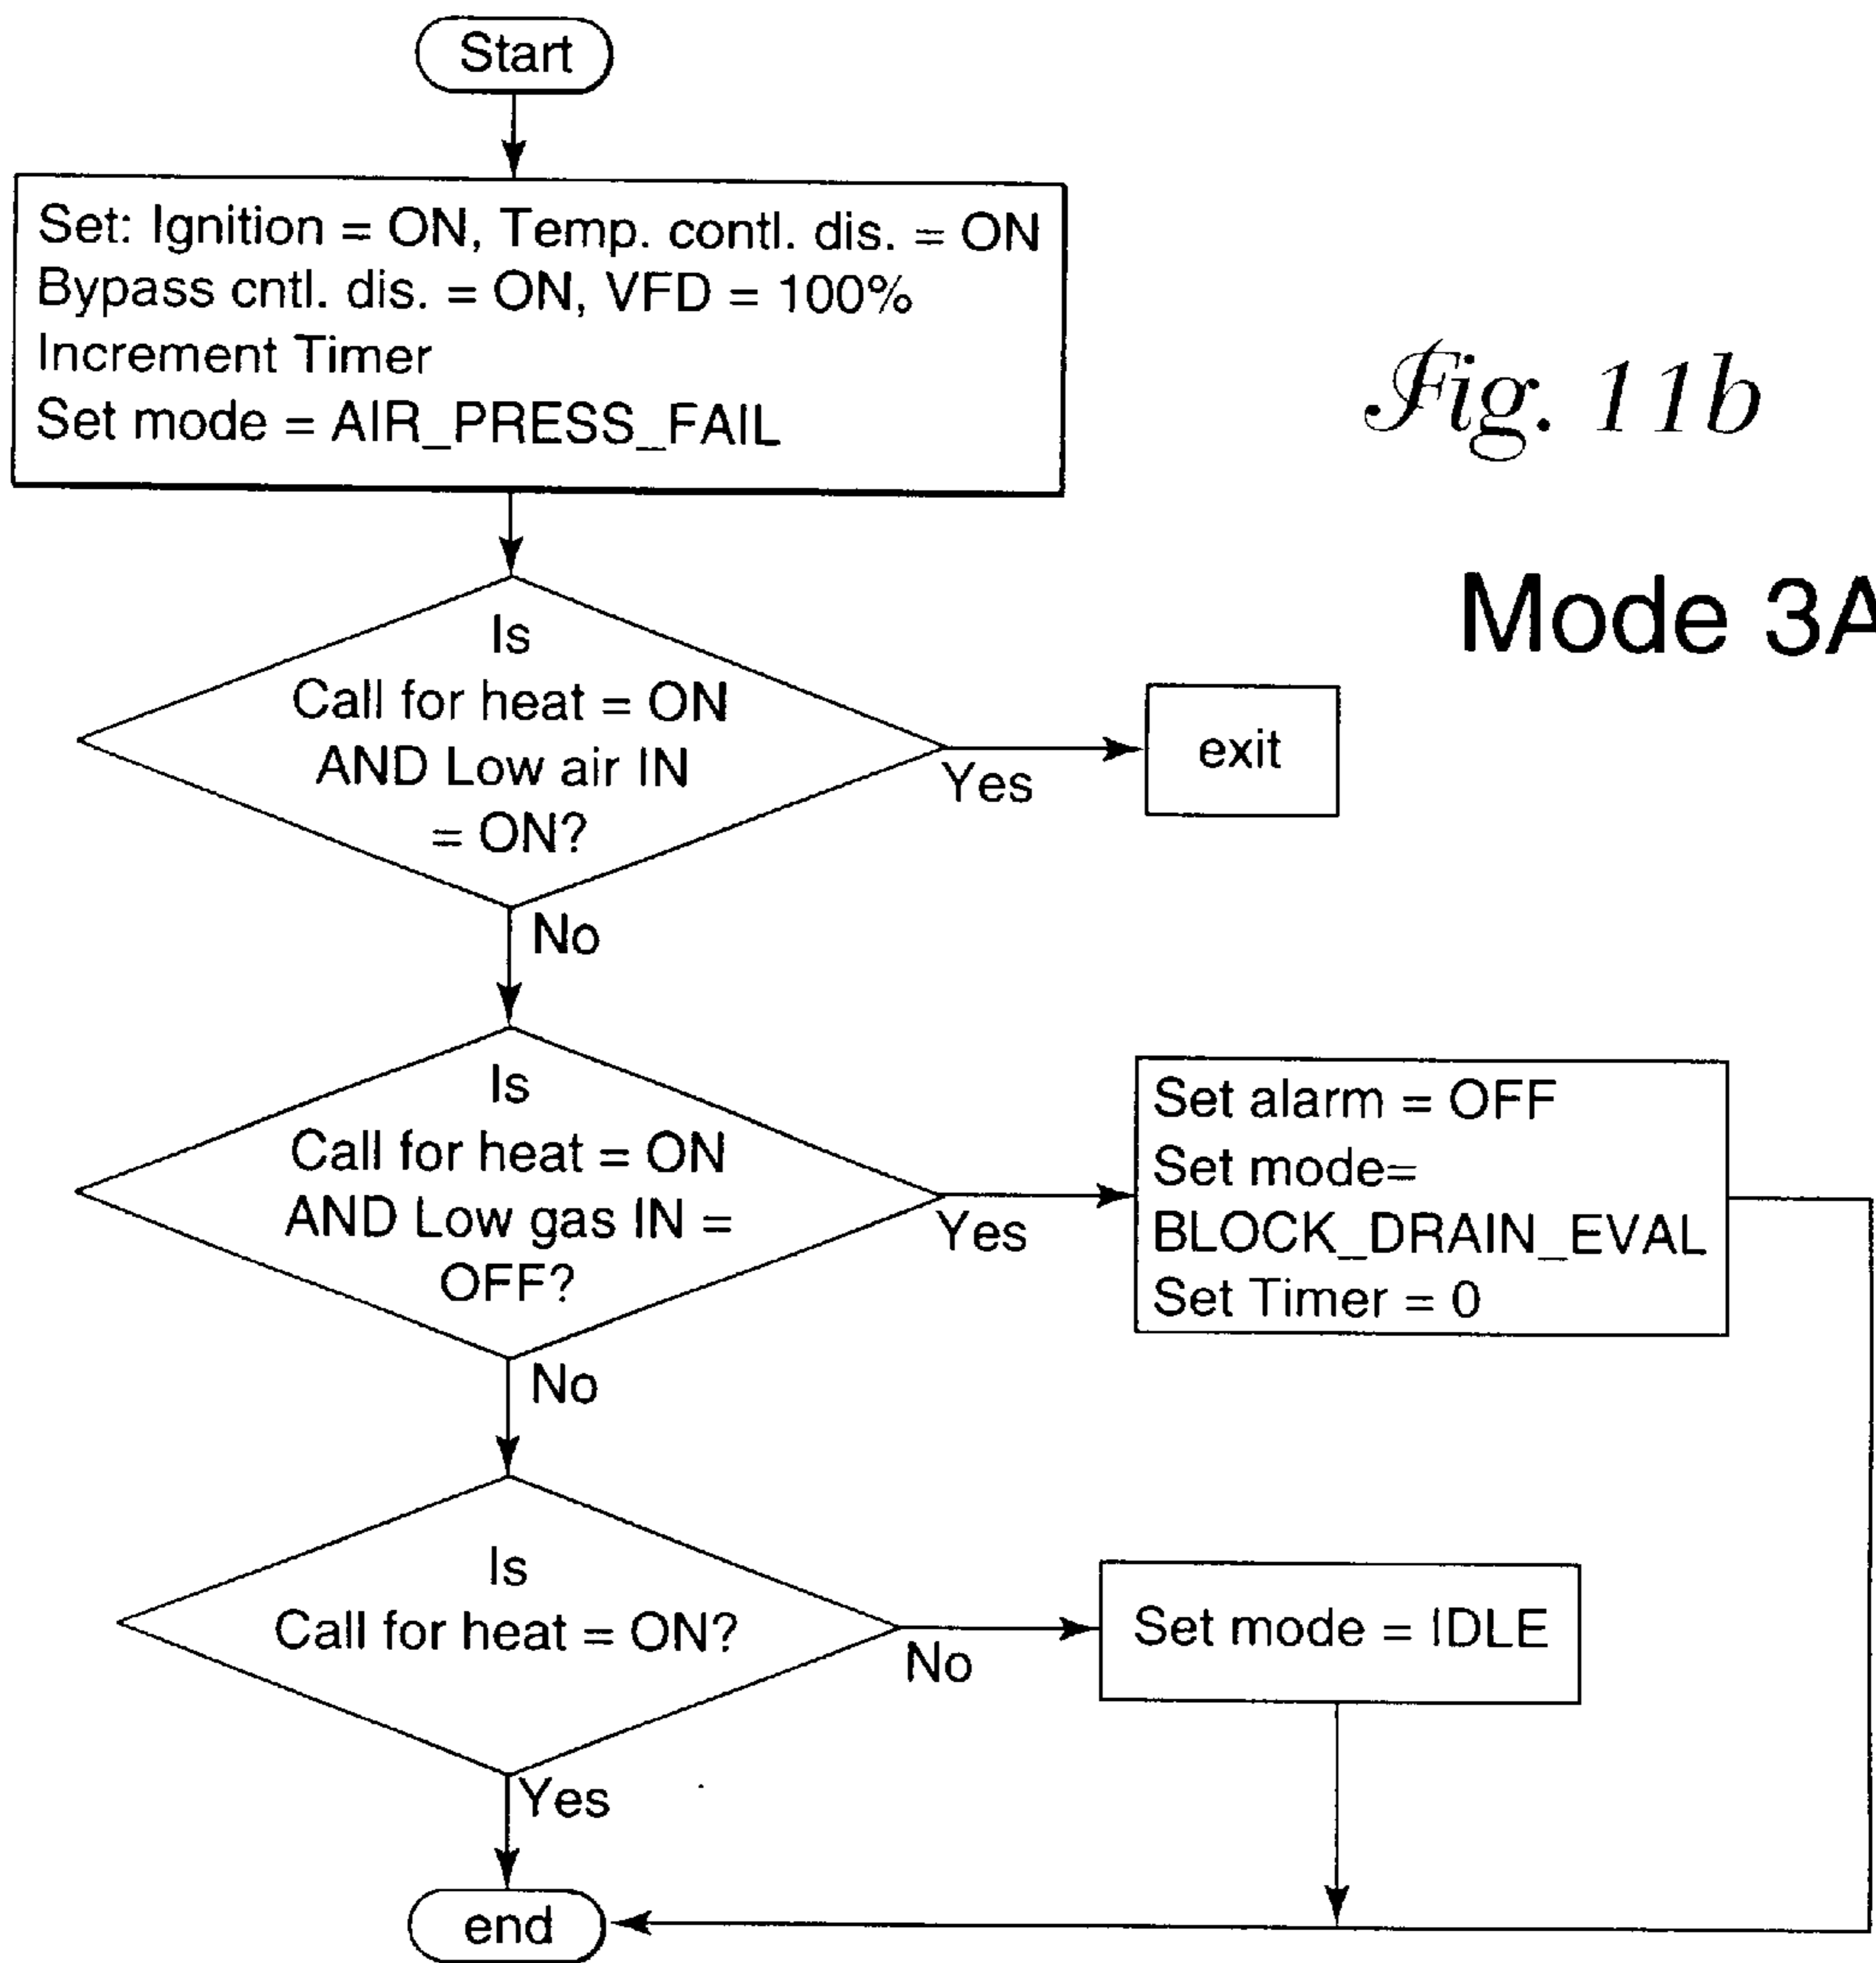 Start
Set: Ignition = ON, Temp. contl. dis. = ON
Bypass cntl. dis. = ON, VFD = 100%
Increment Timer
Set mode = AIR_PRESS_FAIL
Fig. 11b
Mode 3A
Is
Call for heat = ON
AND Low air IN
= ON?
Yes
exit
No
Is
Call for heat = ON
AND Low gas IN =
OFF?
Yes
Set alarm = OFF
Set mode=
BLOCK_DRAIN_EVAL
Set Timer = 0
No
Is
Call for heat = ON?
No
Set mode = IDLE
Yes
end